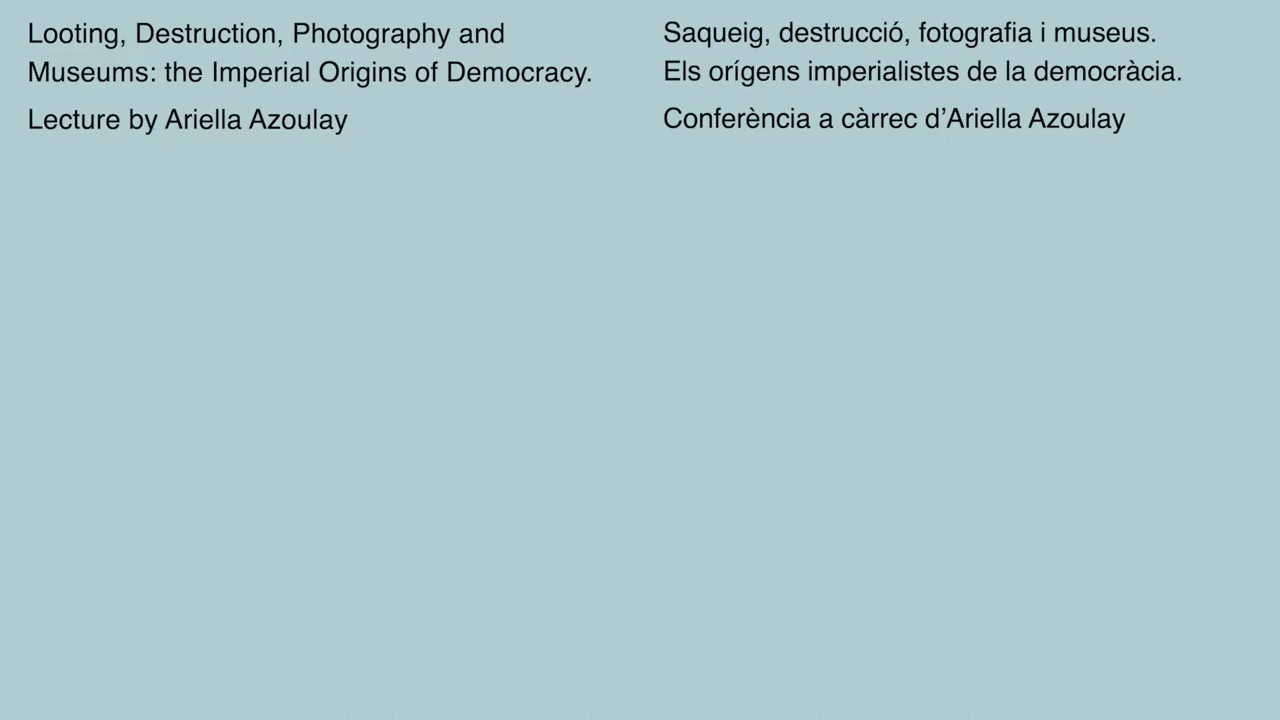 Looting, Destruction, Photography and
Museums: the Imperial Origins of Democracy.
Lecture by Ariella Azoulay
Saqueig, destrucció, fotografia i museus.
Els orígens imperialistes de la democràcia.
Conferència a càrrec d’Ariella Azoulay